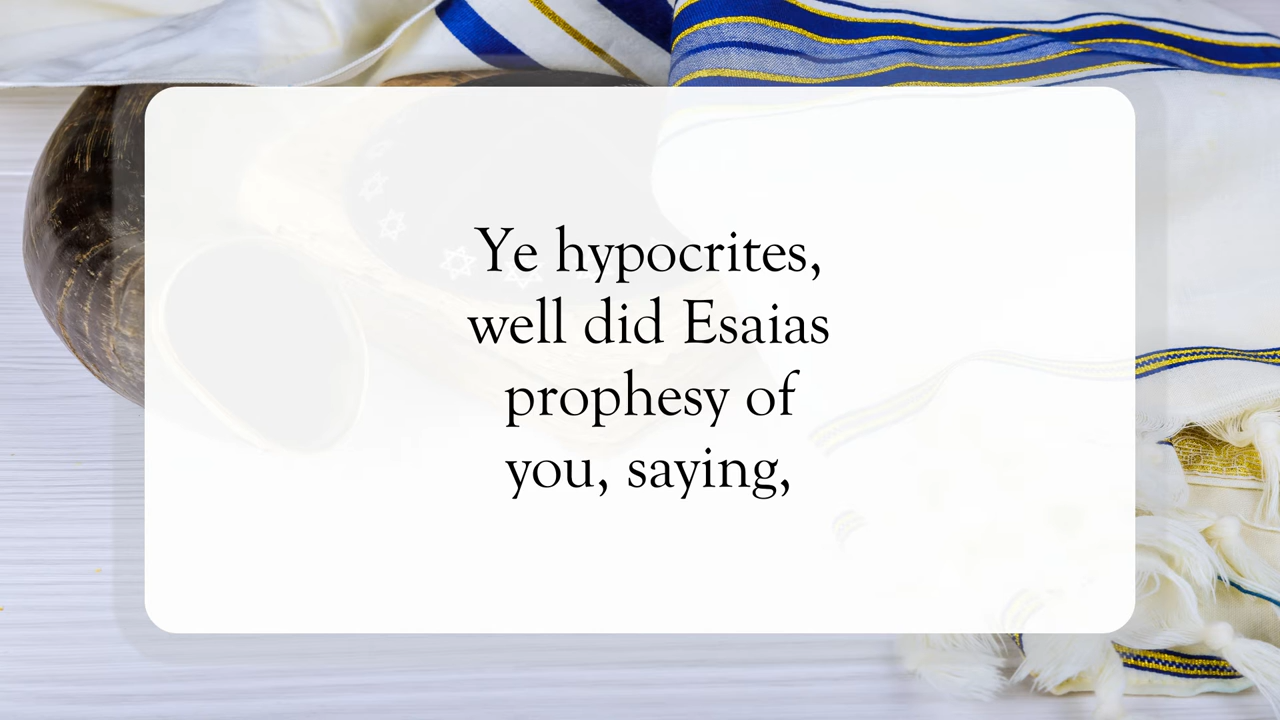 Ye hypocrites,
well did Esaias
prophesy of
you, saying,